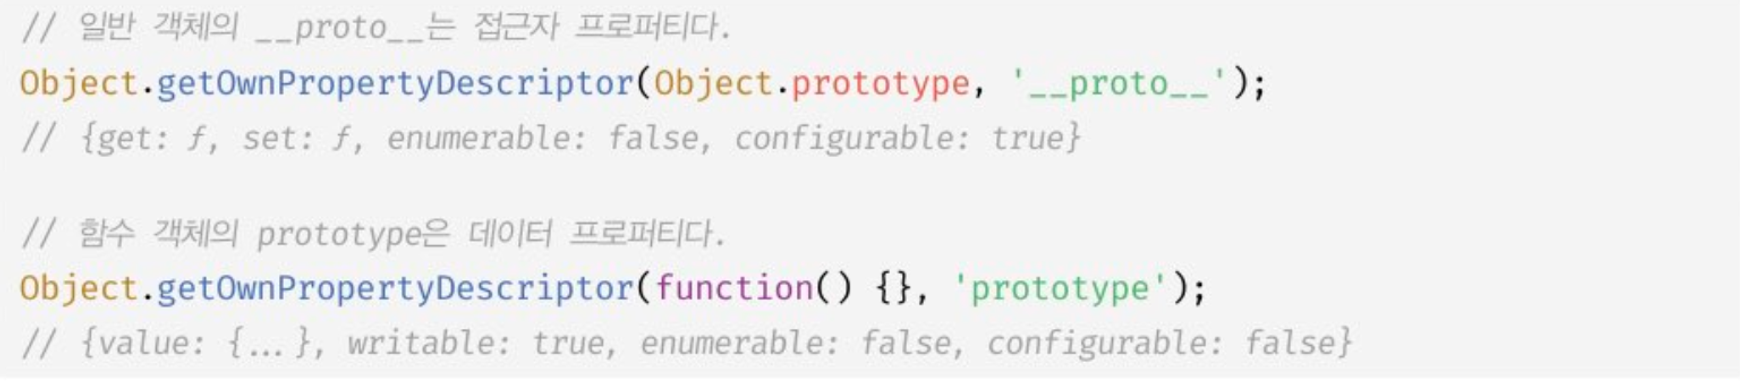 // 일반 객체의 __proto__는 접근자 프로퍼티다.
Object.getOwnPropertyDescriptor(Object.prototype, '__proto__');
// {get: ƒ, set: ƒ, enumerable: false, configurable: true}
// 함수 객체의 prototype은 데이터 프로퍼티다.
Object.getOwnPropertyDescriptor(function() {}, 'prototype');
// {value: {...}, writable: true, enumerable: false, configurable: false}